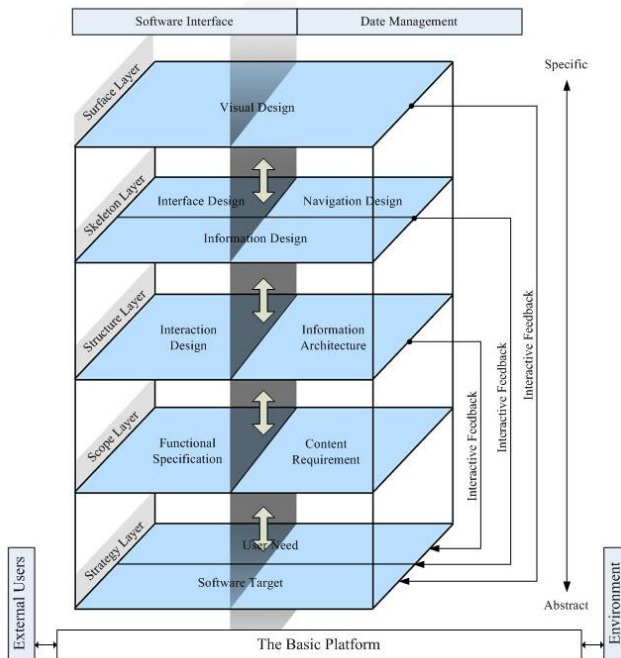 Software Interface
Date Management
Specific
Surface Layer
Visual Design
Skeleton Layer
Interface Design
Navigation Design
Information Design
Structure Layer
Interaction
Design
Information
Architecture
Interactive Feedback
Interactive Feedback
Interactive Feedback
Scope Layer
Functional
Specification
Content
Requirement
Strategy Layer
User Need
Software Target
Abstract
External Users
The Basic Platform
Environment